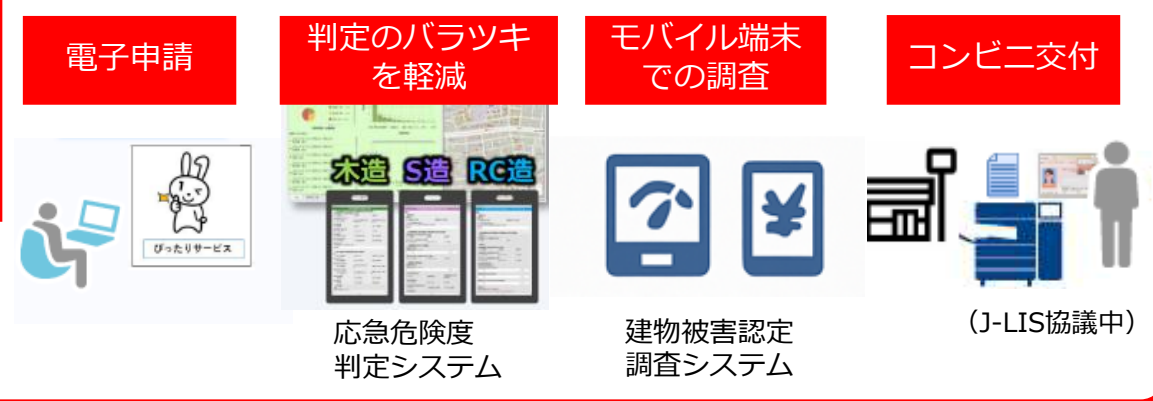 電子申請
判定のバラツキ
を軽減
モバイル端末
での調査
コンビニ交付
木造 S造 RC造
ぴったりサービス
¥
応急危険度
判定システム
建物被害認定
調査システム
（J-LIS協議中）